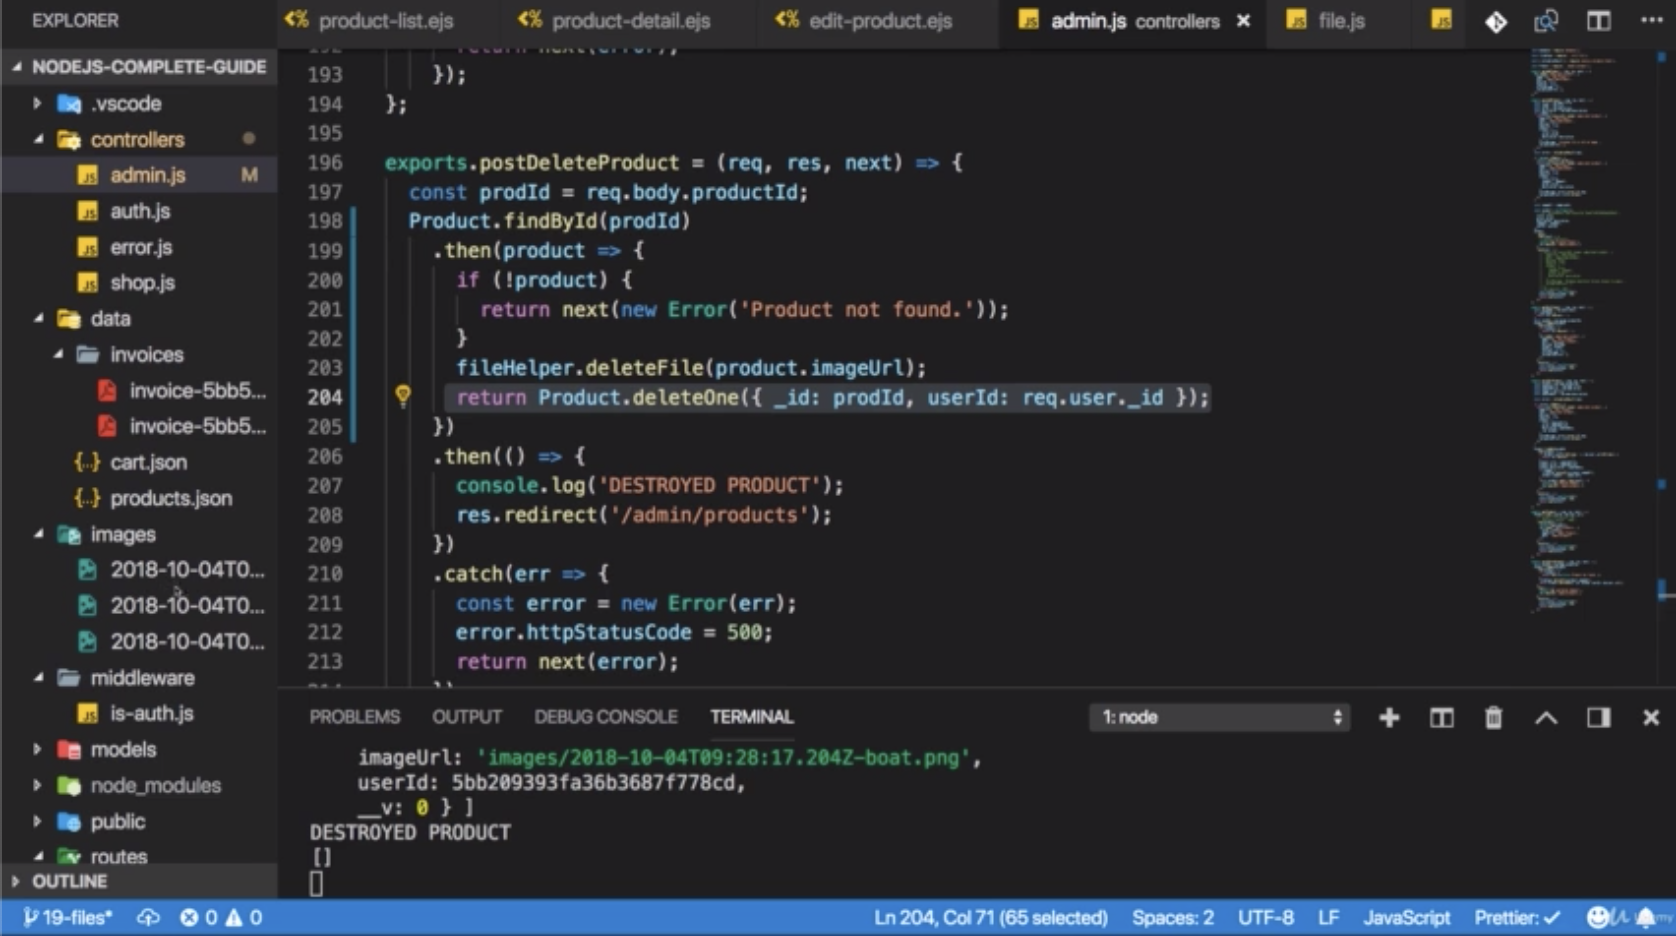 EXPLORER
product-list.ejs
product-detail.ejs
edit-product.ejs
admin.js controllers
file.js
NODEJS-COMPLETE-GUIDE
.vscode
controllers
admin.js M
auth.js
error.js
shop.js
data
invoices
invoice-5bb5...
invoice-5bb5...
cart.json
products.json
images
2018-10-04T0...
2018-10-04T0...
2018-10-04T0...
middleware
is-auth.js
models
node_modules
public
routes
OUTLINE
192 return next(error);
193 });
194 };
195
196 exports.postDeleteProduct = (req, res, next) => {
197 const prodId = req.body.productId;
198 Product.findById(prodId)
199 .then(product => {
200 if (!product) {
201 return next(new Error('Product not found.'));
202 }
203 fileHelper.deleteFile(product.imageUrl);
204 return Product.deleteOne({ _id: prodId, userId: req.user._id });
205 })
206 .then(() => {
207 console.log('DESTROYED PRODUCT');
208 res.redirect('/admin/products');
209 })
210 .catch(err => {
211 const error = new Error(err);
212 error.httpStatusCode = 500;
213 return next(error);
214 })
PROBLEMS OUTPUT DEBUG CONSOLE TERMINAL 1: node
imageUrl: 'images/2018-10-04T09:28:17.204Z-boat.png',
userId: 5bb209393fa36b3687f778cd,
__v: 0 } ]
DESTROYED PRODUCT
[]
19-files* 0 0 Ln 204, Col 71 (65 selected) Spaces: 2 UTF-8 LF JavaScript Prettier: ✓